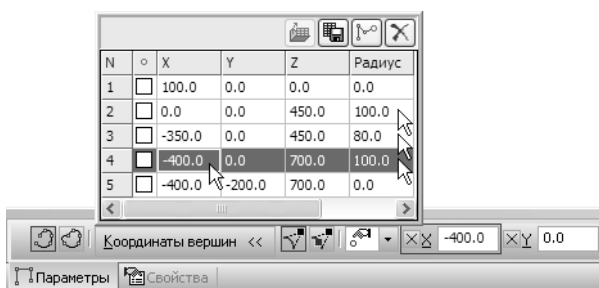 N ○ X Y Z Радиус
1 100.0 0.0 0.0 0.0
2 0.0 0.0 450.0 100.0
3 -350.0 0.0 450.0 80.0
4 -400.0 0.0 700.0 100.0
5 -400.0 -200.0 700.0 0.0
Координаты вершин << X -400.0 Y 0.0
Параметры Свойства